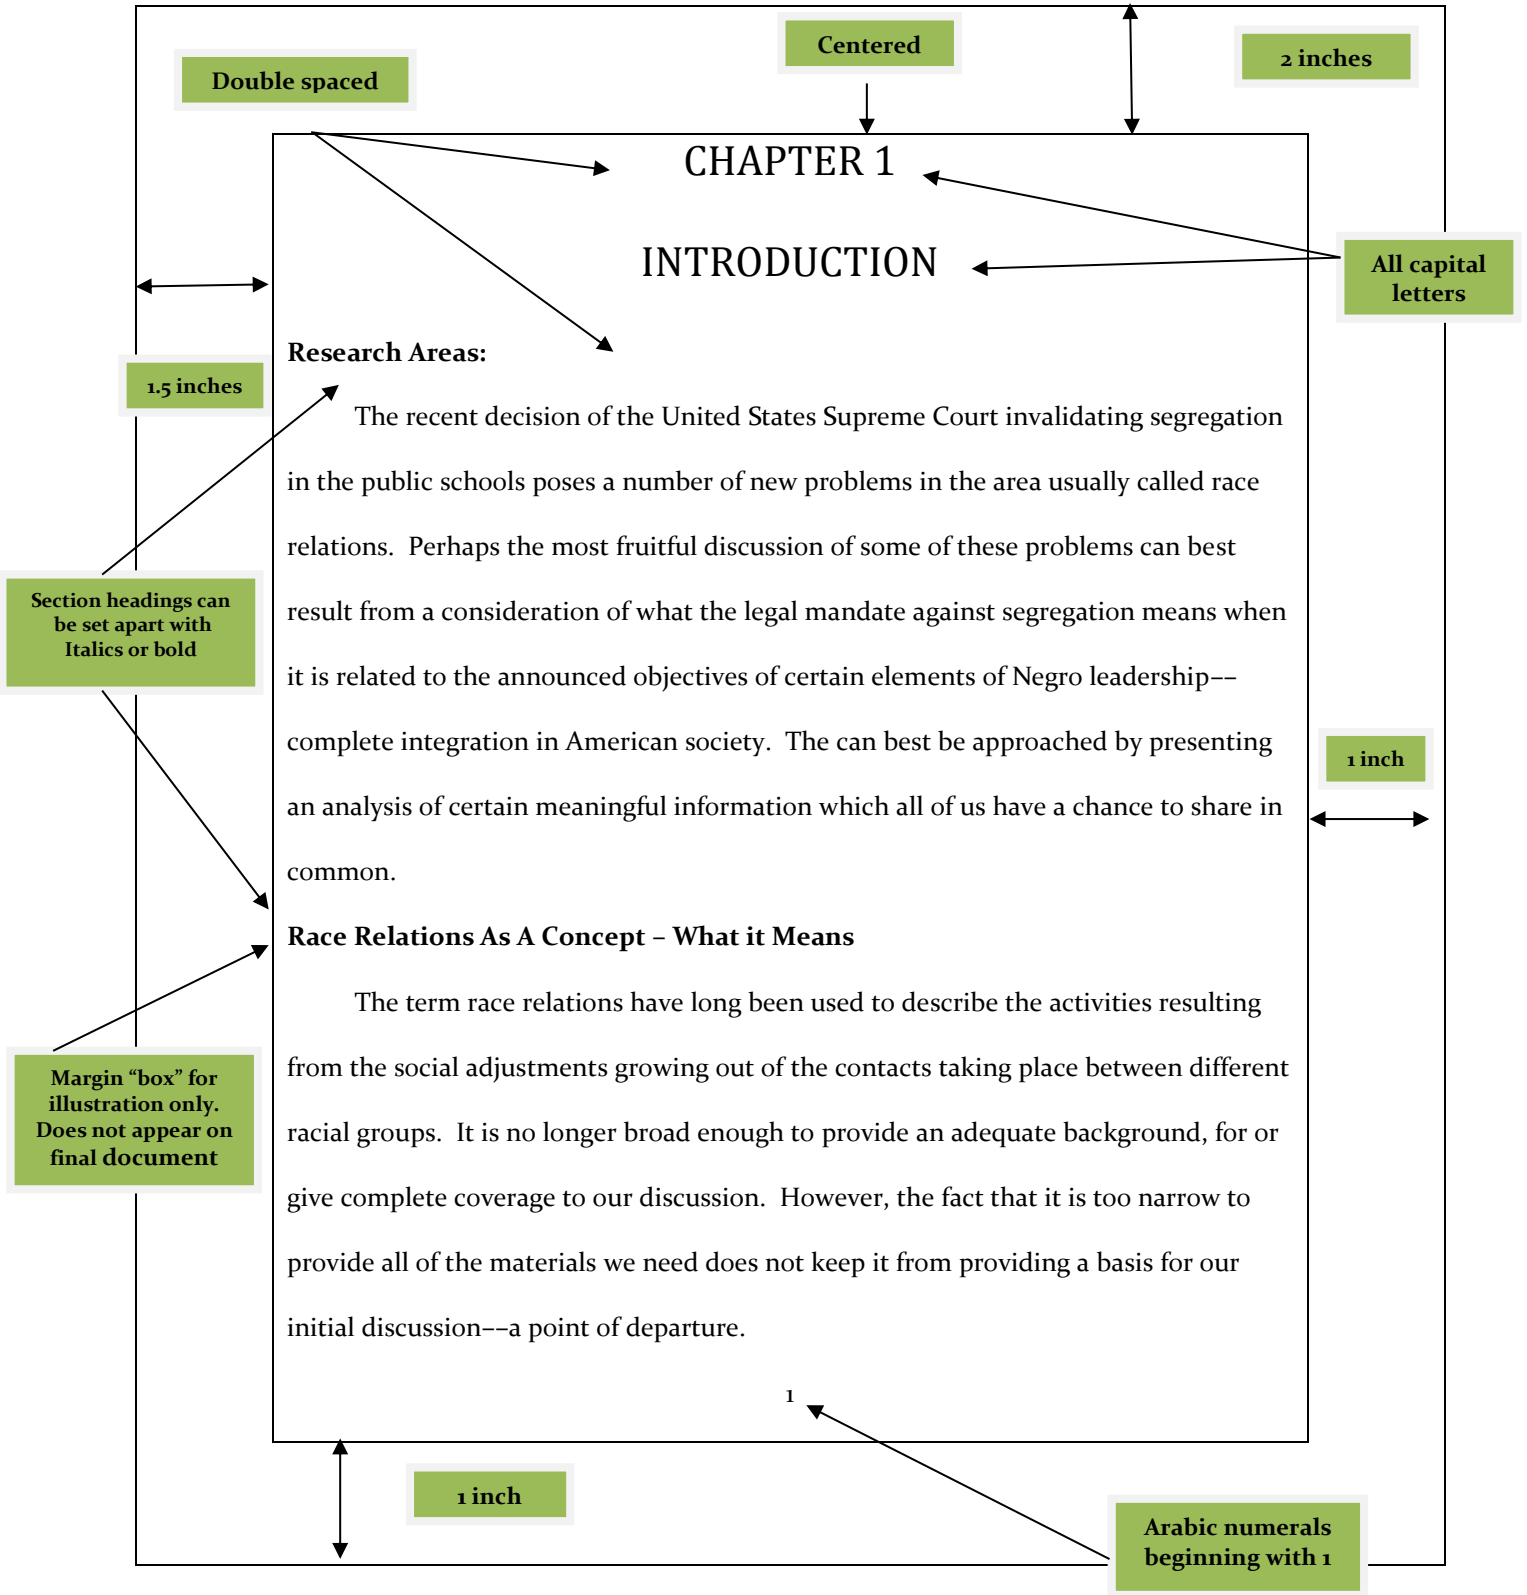 Centered
2 inches
Double spaced
CHAPTER 1
INTRODUCTION
All capital
letters
Research Areas:
1.5 inches
The recent decision of the United States Supreme Court invalidating segregation
in the public schools poses a number of new problems in the area usually called race
relations.  Perhaps the most fruitful discussion of some of these problems can best
result from a consideration of what the legal mandate against segregation means when
it is related to the announced objectives of certain elements of Negro leadership––
complete integration in American society.  The can best be approached by presenting
an analysis of certain meaningful information which all of us have a chance to share in
common.
Section headings can
be set apart with
Italics or bold
1 inch
Race Relations As A Concept – What it Means
The term race relations have long been used to describe the activities resulting
from the social adjustments growing out of the contacts taking place between different
racial groups.  It is no longer broad enough to provide an adequate background, for or
give complete coverage to our discussion.  However, the fact that it is too narrow to
provide all of the materials we need does not keep it from providing a basis for our
initial discussion––a point of departure.
Margin “box” for
illustration only.
Does not appear on
final document
1
1 inch
Arabic numerals
beginning with 1